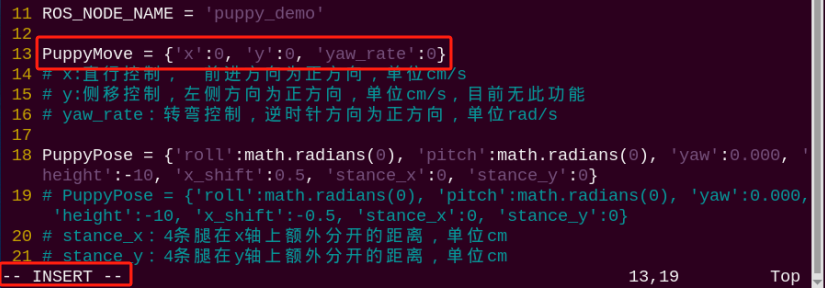 11 ROS_NODE_NAME = 'puppy_demo'
12
13 PuppyMove = {'x':0, 'y':0, 'yaw_rate':0}
14 # x:直行控制， 前进方向为正方向，单位cm/s
15 # y:侧移控制，左侧方向为正方向，单位cm/s，目前无此功能
16 # yaw_rate：转弯控制，逆时针方向为正方向，单位rad/s
17
18 PuppyPose = {'roll':math.radians(0), 'pitch':math.radians(0), 'yaw':0.000, '
height':-10, 'x_shift':0.5, 'stance_x':0, 'stance_y':0}
19 # PuppyPose = {'roll':math.radians(0), 'pitch':math.radians(0), 'yaw':0.000,
'height':-10, 'x_shift':-0.5, 'stance_x':0, 'stance_y':0}
20 # stance_x：4条腿在x轴上额外分开的距离，单位cm
21 # stance_y：4条腿在y轴上额外分开的距离，单位cm
-- INSERT -- 13,19 Top